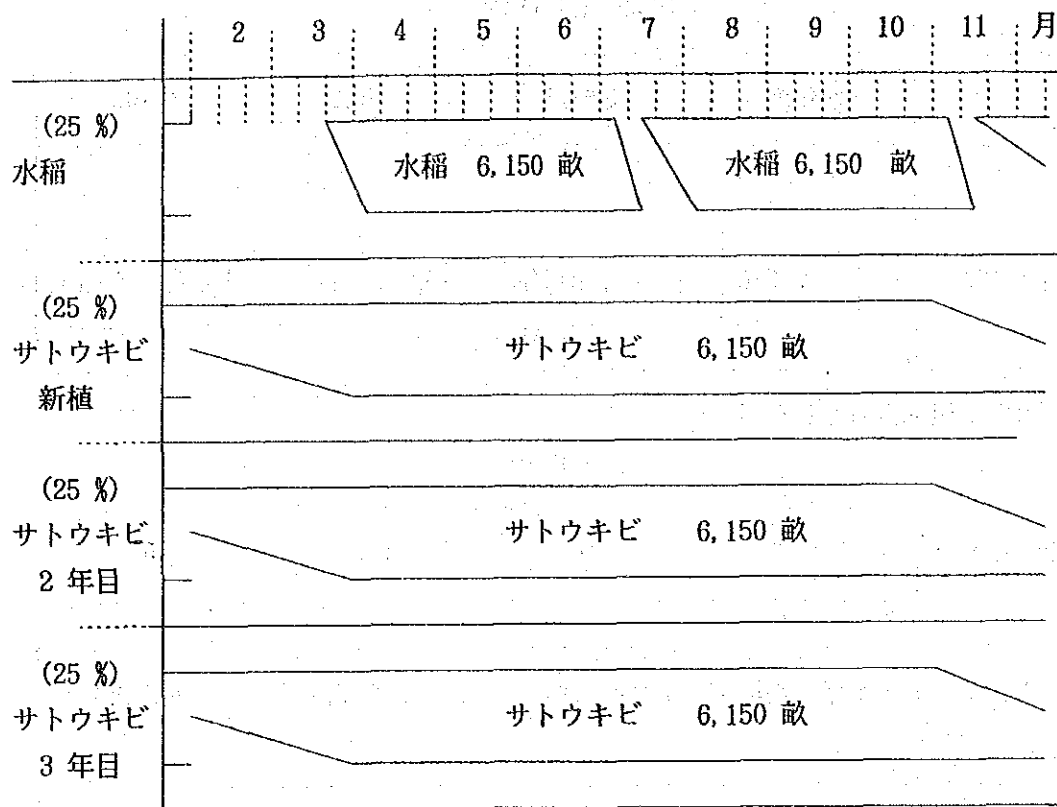 2 3 4 5 6 7 8 9 10 11 月
(25 %)
水稲
水稲 6,150 畝
水稲 6,150 畝
(25 %)
サトウキビ
新植
サトウキビ 6,150 畝
(25 %)
サトウキビ
2 年目
サトウキビ 6,150 畝
(25 %)
サトウキビ
3 年目
サトウキビ 6,150 畝